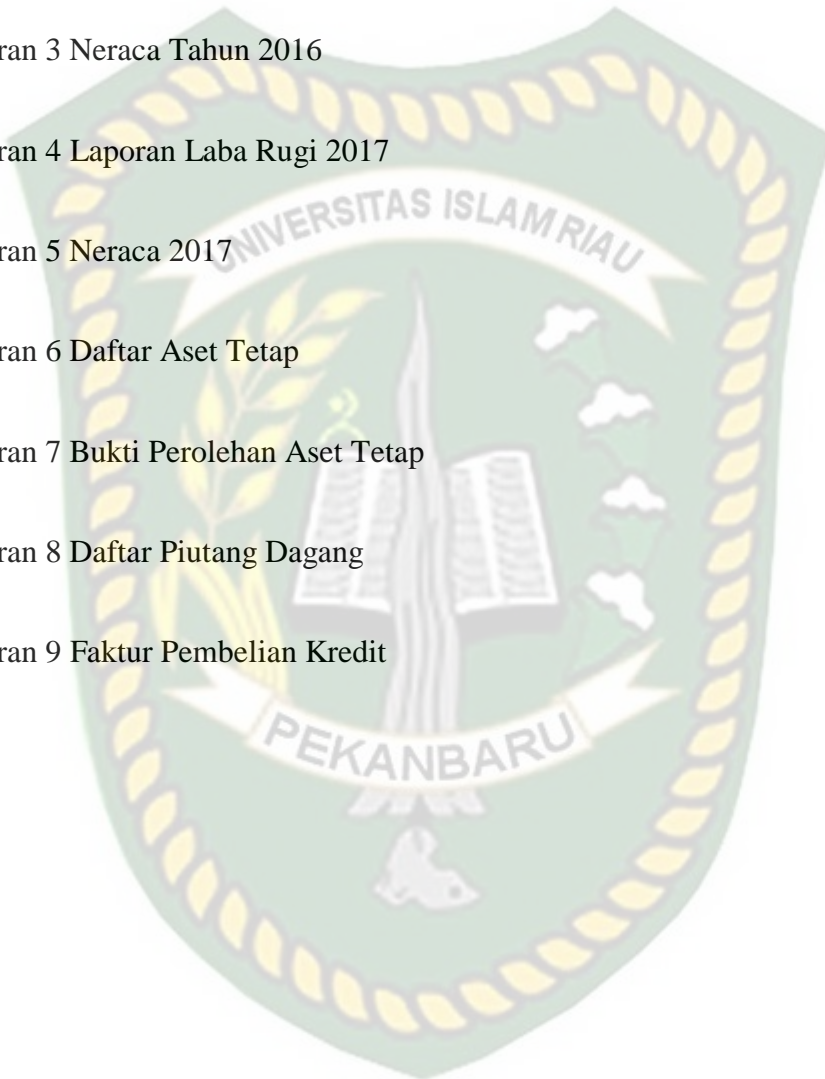 ran 3 Neraca Tahun 2016
ran 4 Laporan Laba Rugi 2017
UNIVERSITAS ISLAM RIAU
ran 5 Neraca 2017
ran 6 Daftar Aset Tetap
ran 7 Bukti Perolehan Aset Tetap
ran 8 Daftar Piutang Dagang
ran 9 Faktur Pembelian Kredit
PEKANBARU